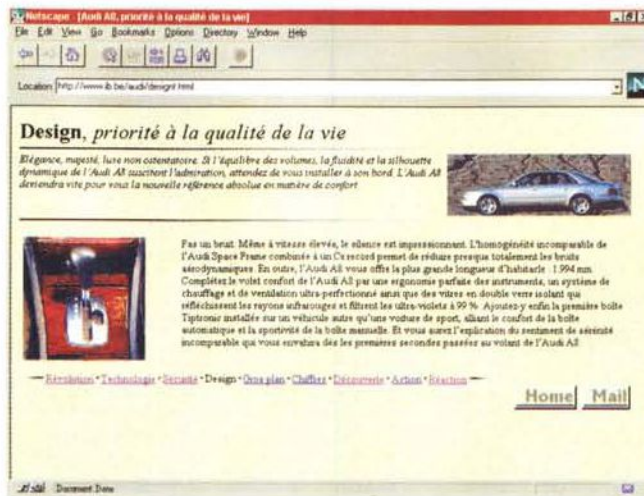 Netscape - [Audi A8, priorité à la qualité de la vie]
File Edit View Go Bookmarks Options Directory Window Help
Location: http://www.ib.be/audi/design1.html
Design, priorité à la qualité de la vie
Elégance, majesté, luxe non ostentatoire. Si l'équilibre des volumes, la fluidité et la silhouette
dynamique de l'Audi A8 suscitent l'admiration, attendez de vous installer à son bord. L'Audi A8
deviendra vite pour vous la nouvelle référence absolue en matière de confort.
Pas un bruit. Même à vitesse élevée, le silence est impressionnant. L'homogénéité incomparable de
l'Audi Space Frame combinée à un Cx record permet de réduire presque totalement les bruits
aérodynamiques. En outre, l'Audi A8 vous offre la plus grande longueur d'habitacle : 1.994 mm.
Complétez le volet confort de l'Audi A8 par une ergonomie parfaite des instruments, un système de
chauffage et de ventilation ultra-perfectionné ainsi que des vitres en double verre isolant qui
réfléchissent les rayons infrarouges et filtrent les ultra-violets à 99 %. Ajoutez-y enfin la première boîte
Tiptronic installée sur un véhicule autre qu'une voiture de sport, alliant le confort de la boîte
automatique et la sportivité de la boîte manuelle. Et vous aurez l'explication du sentiment de sérénité
incomparable qui vous envahira dès les premières secondes passées au volant de l'Audi A8.
Révolution • Technologie • Sécurité • Design • Gros plan • Chiffres • Découverte • Action • Réaction
Home Mail
Document: Done